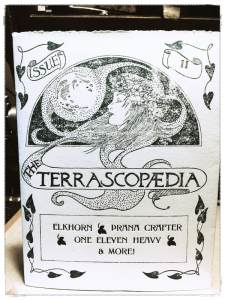 ISSUE
11
THE
TERRASCOPÆDIA
ELKHORN PRANA CRAFTER
ONE ELEVEN HEAVY
& MORE!